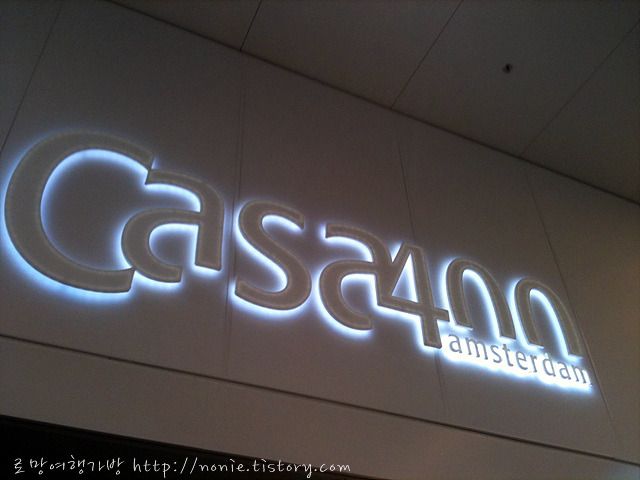 Casa400
amsterdam
로망여행가방 http://nonie.tistory.com